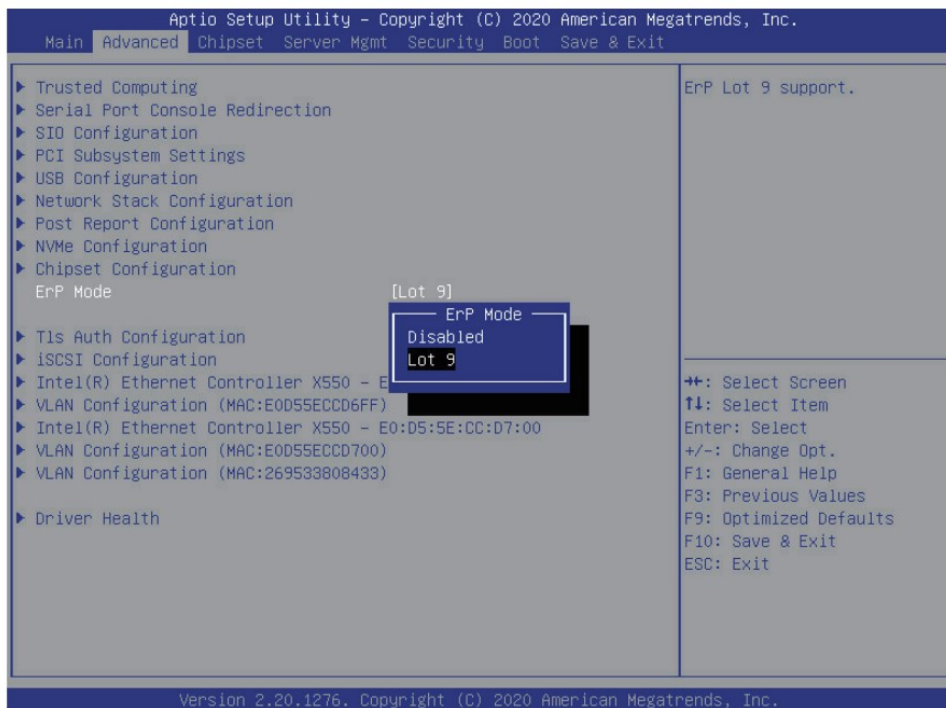 Aptio Setup Utility – Copyright (C) 2020 American Megatrends, Inc.
Main Advanced Chipset Server Mgmt Security Boot Save & Exit
Trusted Computing
Serial Port Console Redirection
SIO Configuration
PCI Subsystem Settings
USB Configuration
Network Stack Configuration
Post Report Configuration
NVMe Configuration
Chipset Configuration
ErP Mode [Lot 9]
ErP Mode
Disabled
Lot 9
Tls Auth Configuration
iSCSI Configuration
Intel(R) Ethernet Controller X550 – E
VLAN Configuration (MAC:E0D55ECCD6FF)
Intel(R) Ethernet Controller X550 – E0:D5:5E:CC:D7:00
VLAN Configuration (MAC:E0D55ECCD700)
VLAN Configuration (MAC:269533808433)
Driver Health
ErP Lot 9 support.
→←: Select Screen
↑↓: Select Item
Enter: Select
+/-: Change Opt.
F1: General Help
F3: Previous Values
F9: Optimized Defaults
F10: Save & Exit
ESC: Exit
Version 2.20.1276. Copyright (C) 2020 American Megatrends, Inc.